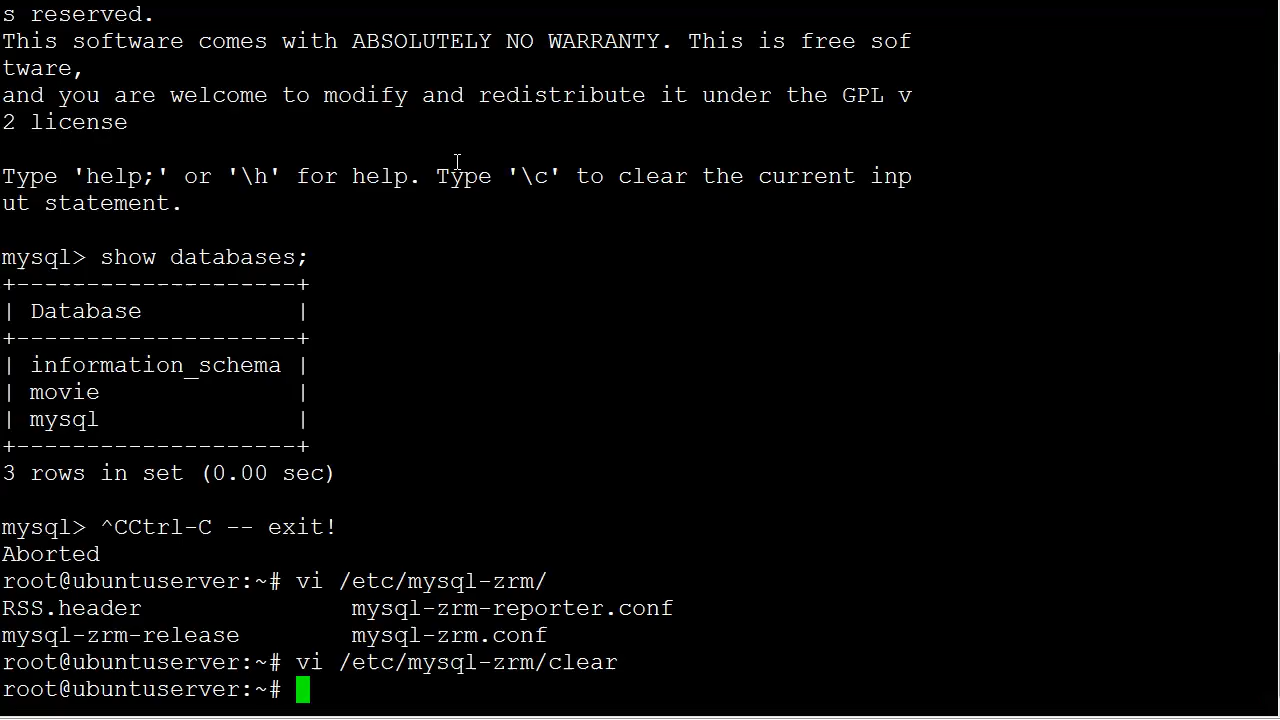 s reserved.
This software comes with ABSOLUTELY NO WARRANTY. This is free sof
tware,
and you are welcome to modify and redistribute it under the GPL v
2 license
Type 'help;' or '\h' for help. Type '\c' to clear the current inp
ut statement.
mysql> show databases;
+--------------------+
| Database           |
+--------------------+
| information_schema |
| movie              |
| mysql              |
+--------------------+
3 rows in set (0.00 sec)
mysql> ^CCtrl-C -- exit!
Aborted
root@ubuntuserver:~# vi /etc/mysql-zrm/
RSS.header               mysql-zrm-reporter.conf
mysql-zrm-release        mysql-zrm.conf
root@ubuntuserver:~# vi /etc/mysql-zrm/clear
root@ubuntuserver:~#